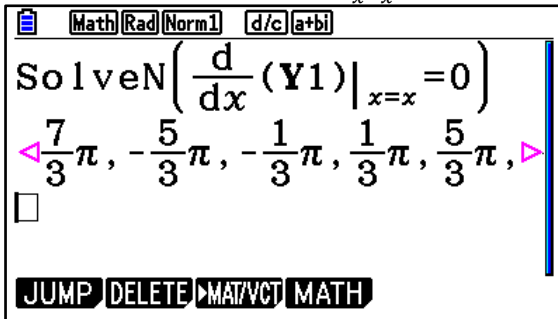 Math Rad Norm1 d/c a+bi
SolveN(d/dx(Y1)|x=x=0)
◁7/3π, -5/3π, -1/3π, 1/3π, 5/3π, ▷
JUMP DELETE ▶MAT/VCT MATH